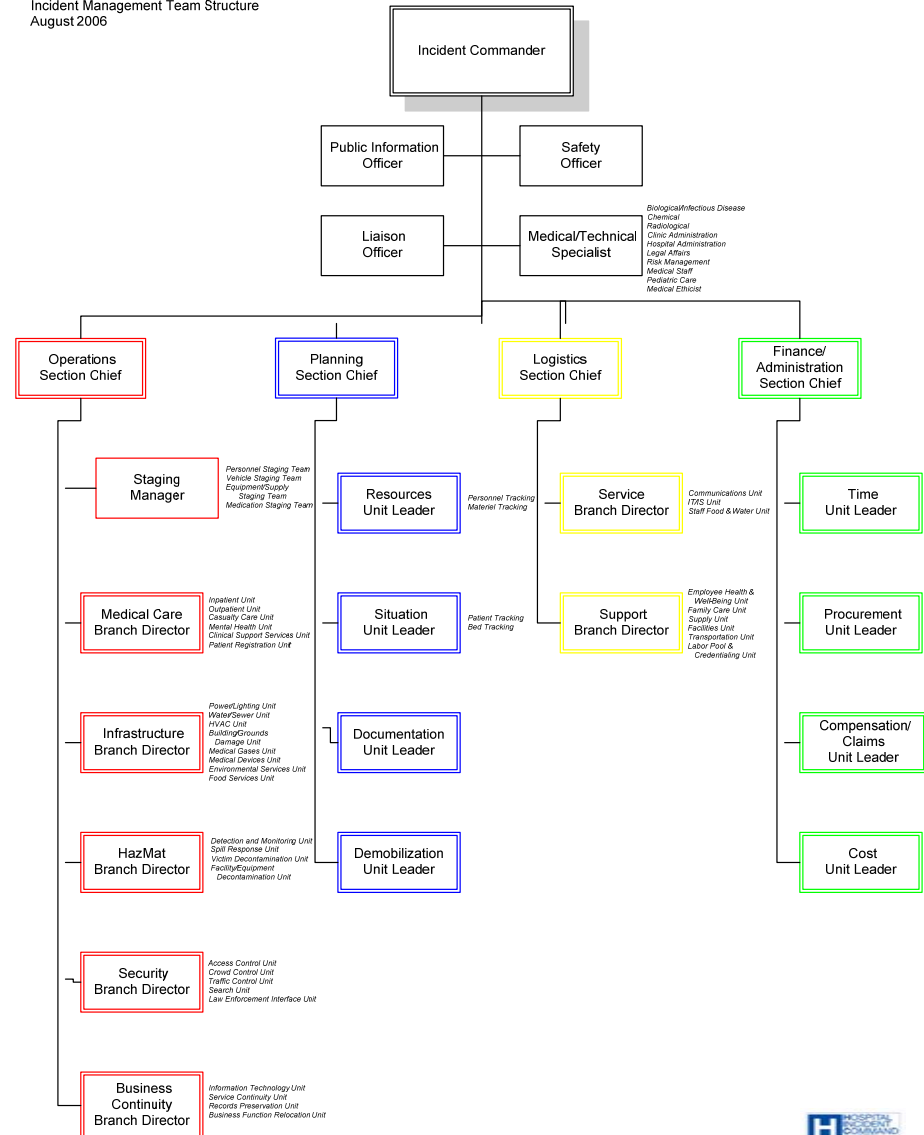 Incident Management Team Structure
August 2006
Incident Commander
Public Information
Officer
Safety
Officer
Liaison
Officer
Medical/Technical
Specialist
Biological/Infectious Disease
Chemical
Radiological
Clinic Administration
Hospital Administration
Legal Affairs
Risk Management
Medical Staff
Pediatric Care
Medical Ethicist
Operations
Section Chief
Planning
Section Chief
Logistics
Section Chief
Finance/
Administration
Section Chief
Staging
Manager
Personnel Staging Team
Vehicle Staging Team
Equipment/Supply
Staging Team
Medication Staging Team
Resources
Unit Leader
Personnel Tracking
Materiel Tracking
Service
Branch Director
Communications Unit
IT/IS Unit
Staff Food & Water Unit
Time
Unit Leader
Medical Care
Branch Director
Inpatient Unit
Outpatient Unit
Casualty Care Unit
Mental Health Unit
Clinical Support Services Unit
Patient Registration Unit
Situation
Unit Leader
Patient Tracking
Bed Tracking
Support
Branch Director
Employee Health &
Well-Being Unit
Family Care Unit
Supply Unit
Facilities Unit
Transportation Unit
Labor Pool &
Credentialing Unit
Procurement
Unit Leader
Infrastructure
Branch Director
Power/Lighting Unit
Water/Sewer Unit
HVAC Unit
Building/Grounds
Damage Unit
Medical Gases Unit
Medical Devices Unit
Environmental Services Unit
Food Services Unit
Documentation
Unit Leader
Compensation/
Claims
Unit Leader
HazMat
Branch Director
Detection and Monitoring Unit
Spill Response Unit
Victim Decontamination Unit
Facility/Equipment
Decontamination Unit
Demobilization
Unit Leader
Cost
Unit Leader
Security
Branch Director
Access Control Unit
Crowd Control Unit
Traffic Control Unit
Search Unit
Law Enforcement Interface Unit
Business
Continuity
Branch Director
Information Technology Unit
Service Continuity Unit
Records Preservation Unit
Business Function Relocation Unit
H
HOSPITAL
INCIDENT
COMMAND